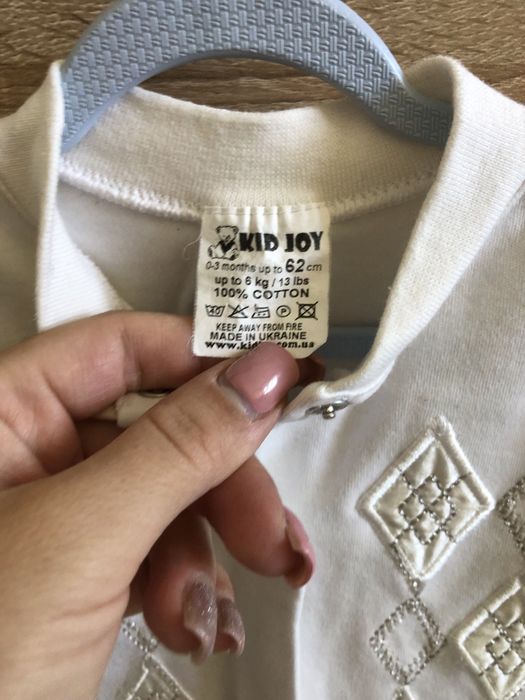 KID JOY
0-3 months up to 62 cm
up to 6 kg / 13 lbs
100% COTTON
40 P
KEEP AWAY FROM FIRE
MADE IN UKRAINE